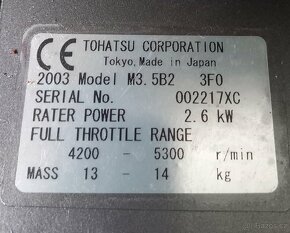 CE TOHATSU CORPORATION
Tokyo, Made in Japan
2003 Model M3.5B2 3F0
SERIAL No. 002217XC
RATER POWER 2.6 kW
FULL THROTTLE RANGE
4200 - 5300 r/min
MASS 13 - 14 kg